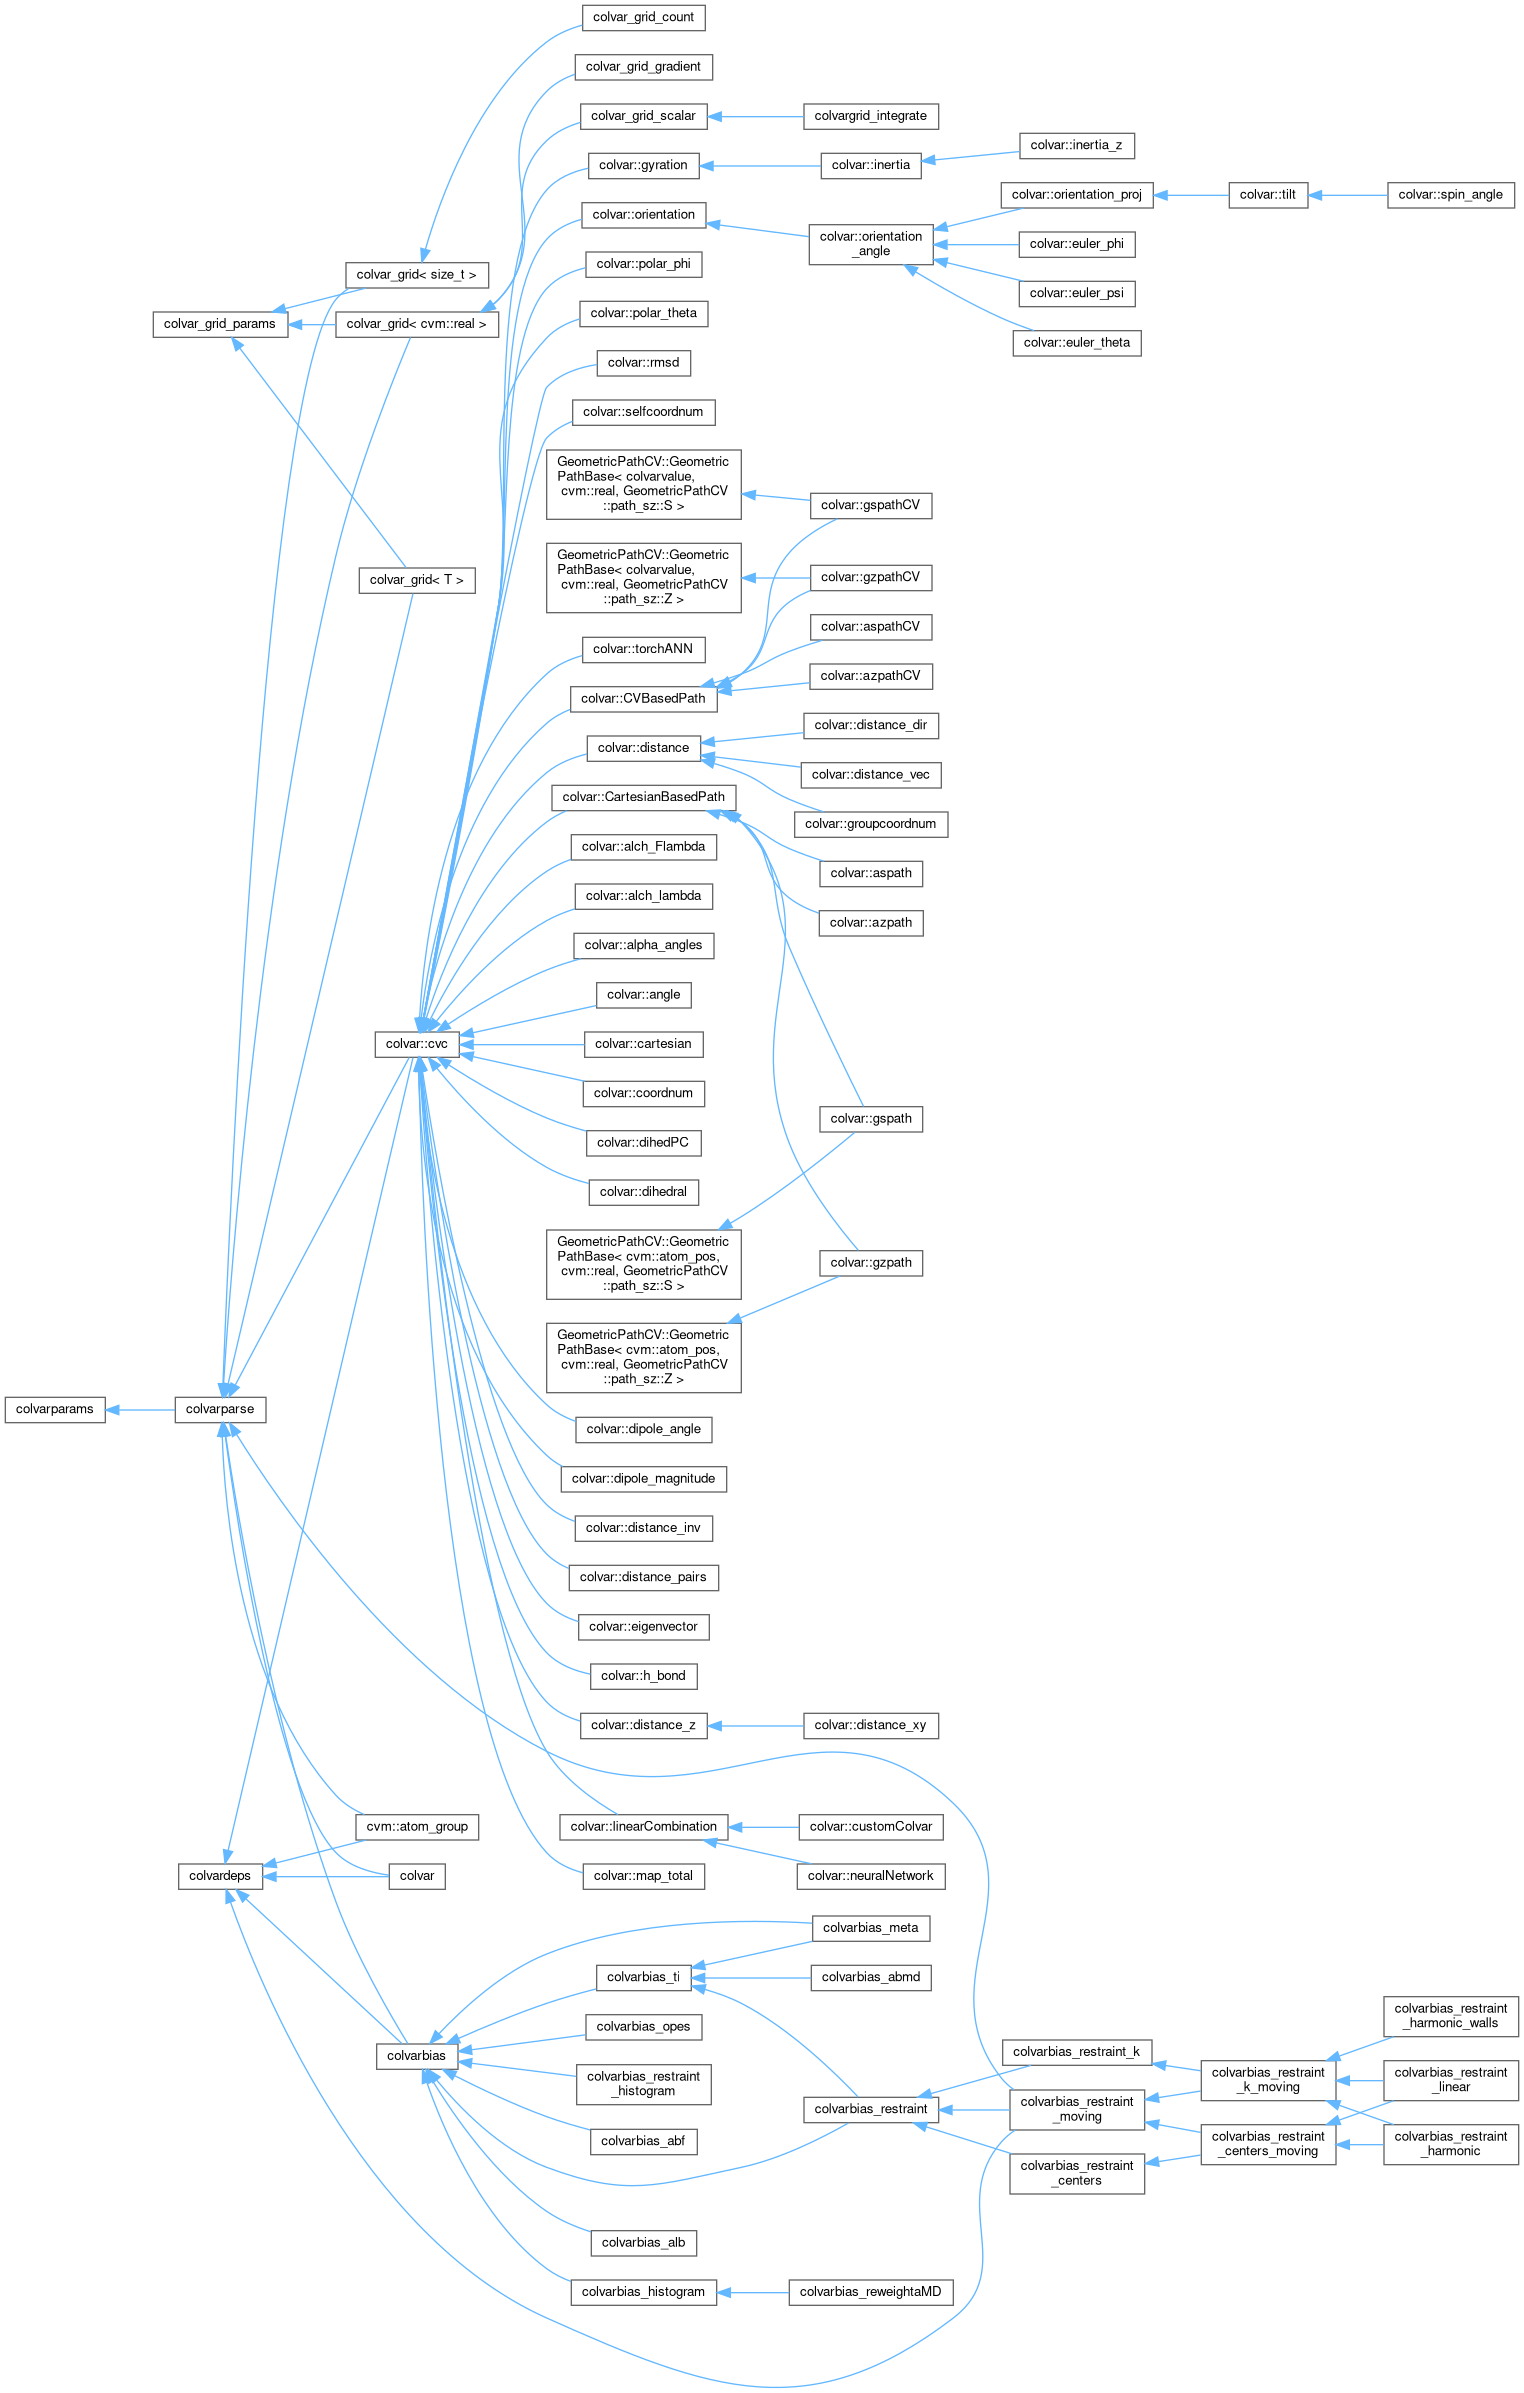 colvar_grid_count
colvar_grid_gradient
colvar_grid_scalar
colvargrid_integrate
colvar::inertia_z
colvar::gyration
colvar::inertia
colvar::orientation_proj
colvar::tilt
colvar::spin_angle
colvar::orientation
colvar::orientation
_angle
colvar::euler_phi
colvar::polar_phi
colvar_grid< size_t >
colvar::euler_psi
colvar::polar_theta
colvar_grid_params
colvar_grid< cvm::real >
colvar::euler_theta
colvar::rmsd
colvar::selfcoordnum
GeometricPathCV::Geometric
PathBase< colvarvalue,
cvm::real, GeometricPathCV
::path_sz::S >
colvar::gspathCV
GeometricPathCV::Geometric
PathBase< colvarvalue,
cvm::real, GeometricPathCV
::path_sz::Z >
colvar::gzpathCV
colvar_grid< T >
colvar::aspathCV
colvar::torchANN
colvar::azpathCV
colvar::CVBasedPath
colvar::distance_dir
colvar::distance
colvar::distance_vec
colvar::CartesianBasedPath
colvar::groupcoordnum
colvar::alch_Flambda
colvar::aspath
colvar::alch_lambda
colvar::azpath
colvar::alpha_angles
colvar::angle
colvar::cvc
colvar::cartesian
colvar::coordnum
colvar::gspath
colvar::dihedPC
colvar::dihedral
GeometricPathCV::Geometric
PathBase< cvm::atom_pos,
cvm::real, GeometricPathCV
::path_sz::S >
colvar::gzpath
GeometricPathCV::Geometric
PathBase< cvm::atom_pos,
cvm::real, GeometricPathCV
::path_sz::Z >
colvarparams
colvarparse
colvar::dipole_angle
colvar::dipole_magnitude
colvar::distance_inv
colvar::distance_pairs
colvar::eigenvector
colvar::h_bond
colvar::distance_z
colvar::distance_xy
cvm::atom_group
colvar::linearCombination
colvar::customColvar
colvardeps
colvar
colvar::map_total
colvar::neuralNetwork
colvarbias_meta
colvarbias_ti
colvarbias_abmd
colvarbias_restraint
_harmonic_walls
colvarbias_opes
colvarbias
colvarbias_restraint_k
colvarbias_restraint
_histogram
colvarbias_restraint
_k_moving
colvarbias_restraint
_linear
colvarbias_restraint
colvarbias_restraint
_moving
colvarbias_abf
colvarbias_restraint
_centers_moving
colvarbias_restraint
_harmonic
colvarbias_restraint
_centers
colvarbias_alb
colvarbias_histogram
colvarbias_reweightaMD